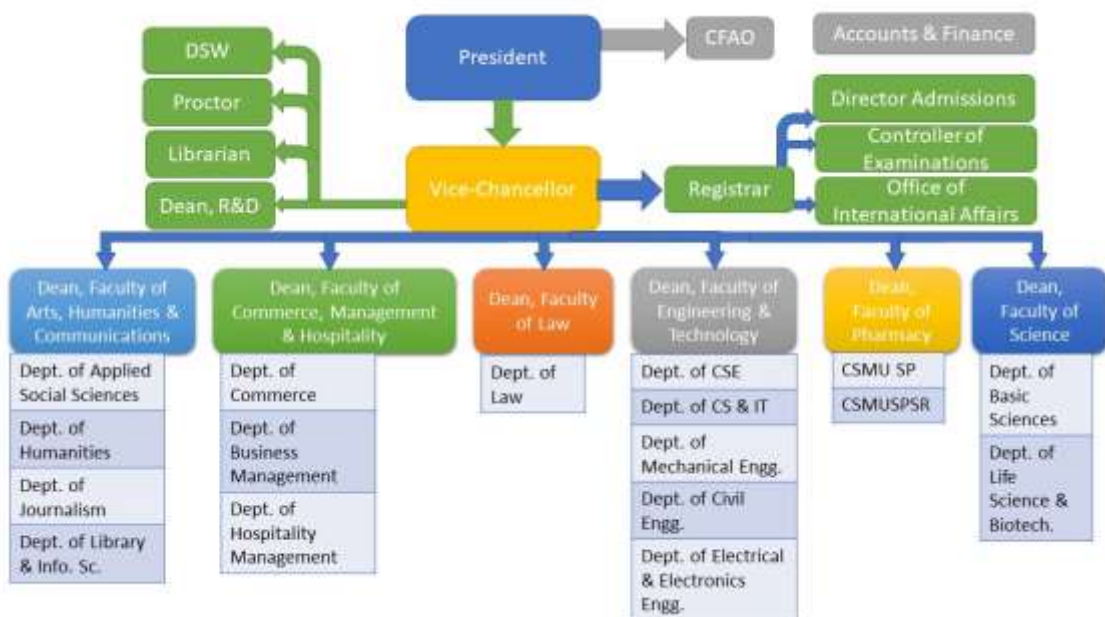 DSW
Proctor
Librarian
Dean, R&D
President
Vice-Chancellor
CFAO
Accounts & Finance
Registrar
Director Admissions
Controller of
Examinations
Office of
International Affairs
Dean, Faculty of
Arts, Humanities &
Communications
Dept. of Applied
Social Sciences
Dept. of
Humanities
Dept. of
Journalism
Dept. of Library
& Info. Sc.
Dean, Faculty of
Commerce, Management
& Hospitality
Dept. of
Commerce
Dept. of
Business
Management
Dept. of
Hospitality
Management
Dean, Faculty
of Law
Dept. of
Law
Dean, Faculty of
Engineering &
Technology
Dept. of CSE
Dept. of CS & IT
Dept. of
Mechanical Engg.
Dept. of Civil
Engg.
Dept. of Electrical
& Electronics
Engg.
Dean,
Faculty of
Pharmacy
CSMU SP
CSMUSPSR
Dean,
Faculty of
Science
Dept. of
Basic
Sciences
Dept. of
Life
Science &
Biotech.